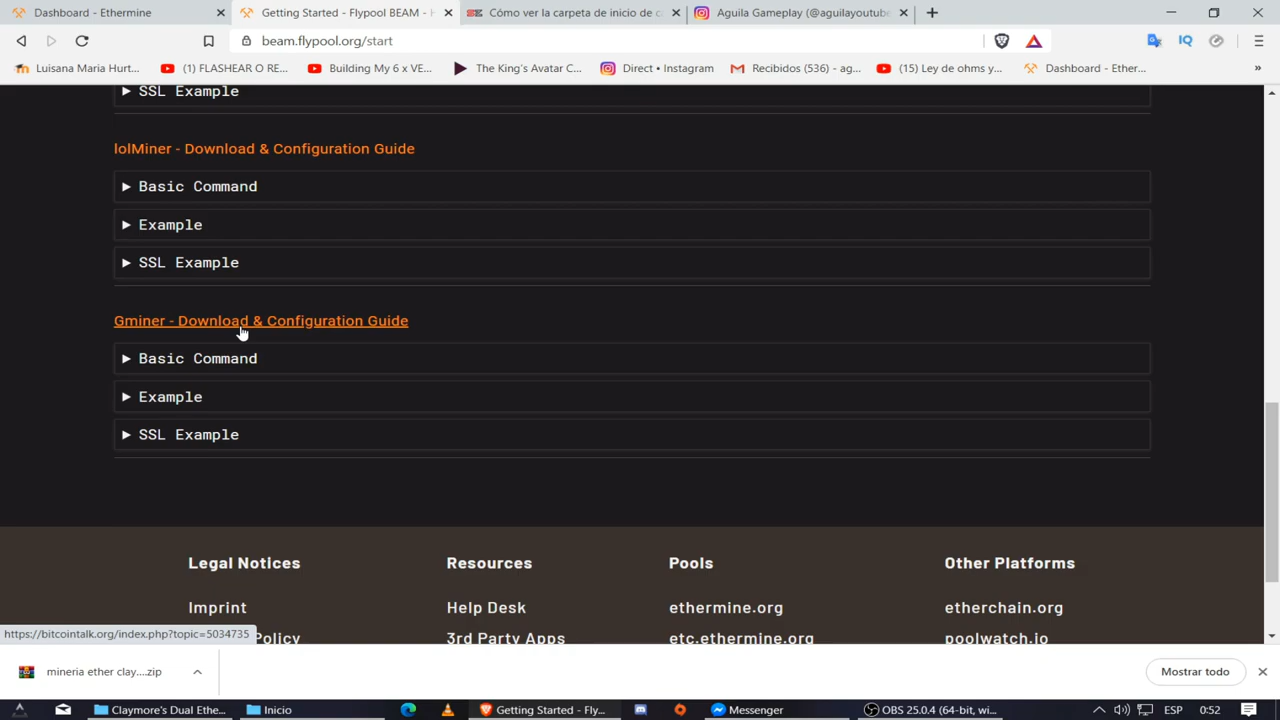 Dashboard - Ethermine
Getting Started - Flypool BEAM - H
Cómo ver la carpeta de inicio de c
Aguila Gameplay (@aguilayoutube
beam.flypool.org/start
Luisana Maria Hurt...
(1) FLASHEAR O RE...
Building My 6 x VE...
The King's Avatar C...
Direct • Instagram
Recibidos (536) - ag...
(15) Ley de ohms y...
Dashboard - Ether...
»
SSL Example
lolMiner - Download & Configuration Guide
Basic Command
Example
SSL Example
Gminer - Download & Configuration Guide
Basic Command
Example
SSL Example
Legal Notices
Resources
Pools
Other Platforms
Imprint
Help Desk
ethermine.org
etherchain.org
https://bitcointalk.org/index.php?topic=5034735
Policy
3rd Party Apps
etc.ethermine.org
poolwatch.io
mineria ether clay....zip
Mostrar todo
Claymore's Dual Ethe...
Inicio
Getting Started - Fly...
Messenger
OBS 25.0.4 (64-bit, wi...
ESP
0:52